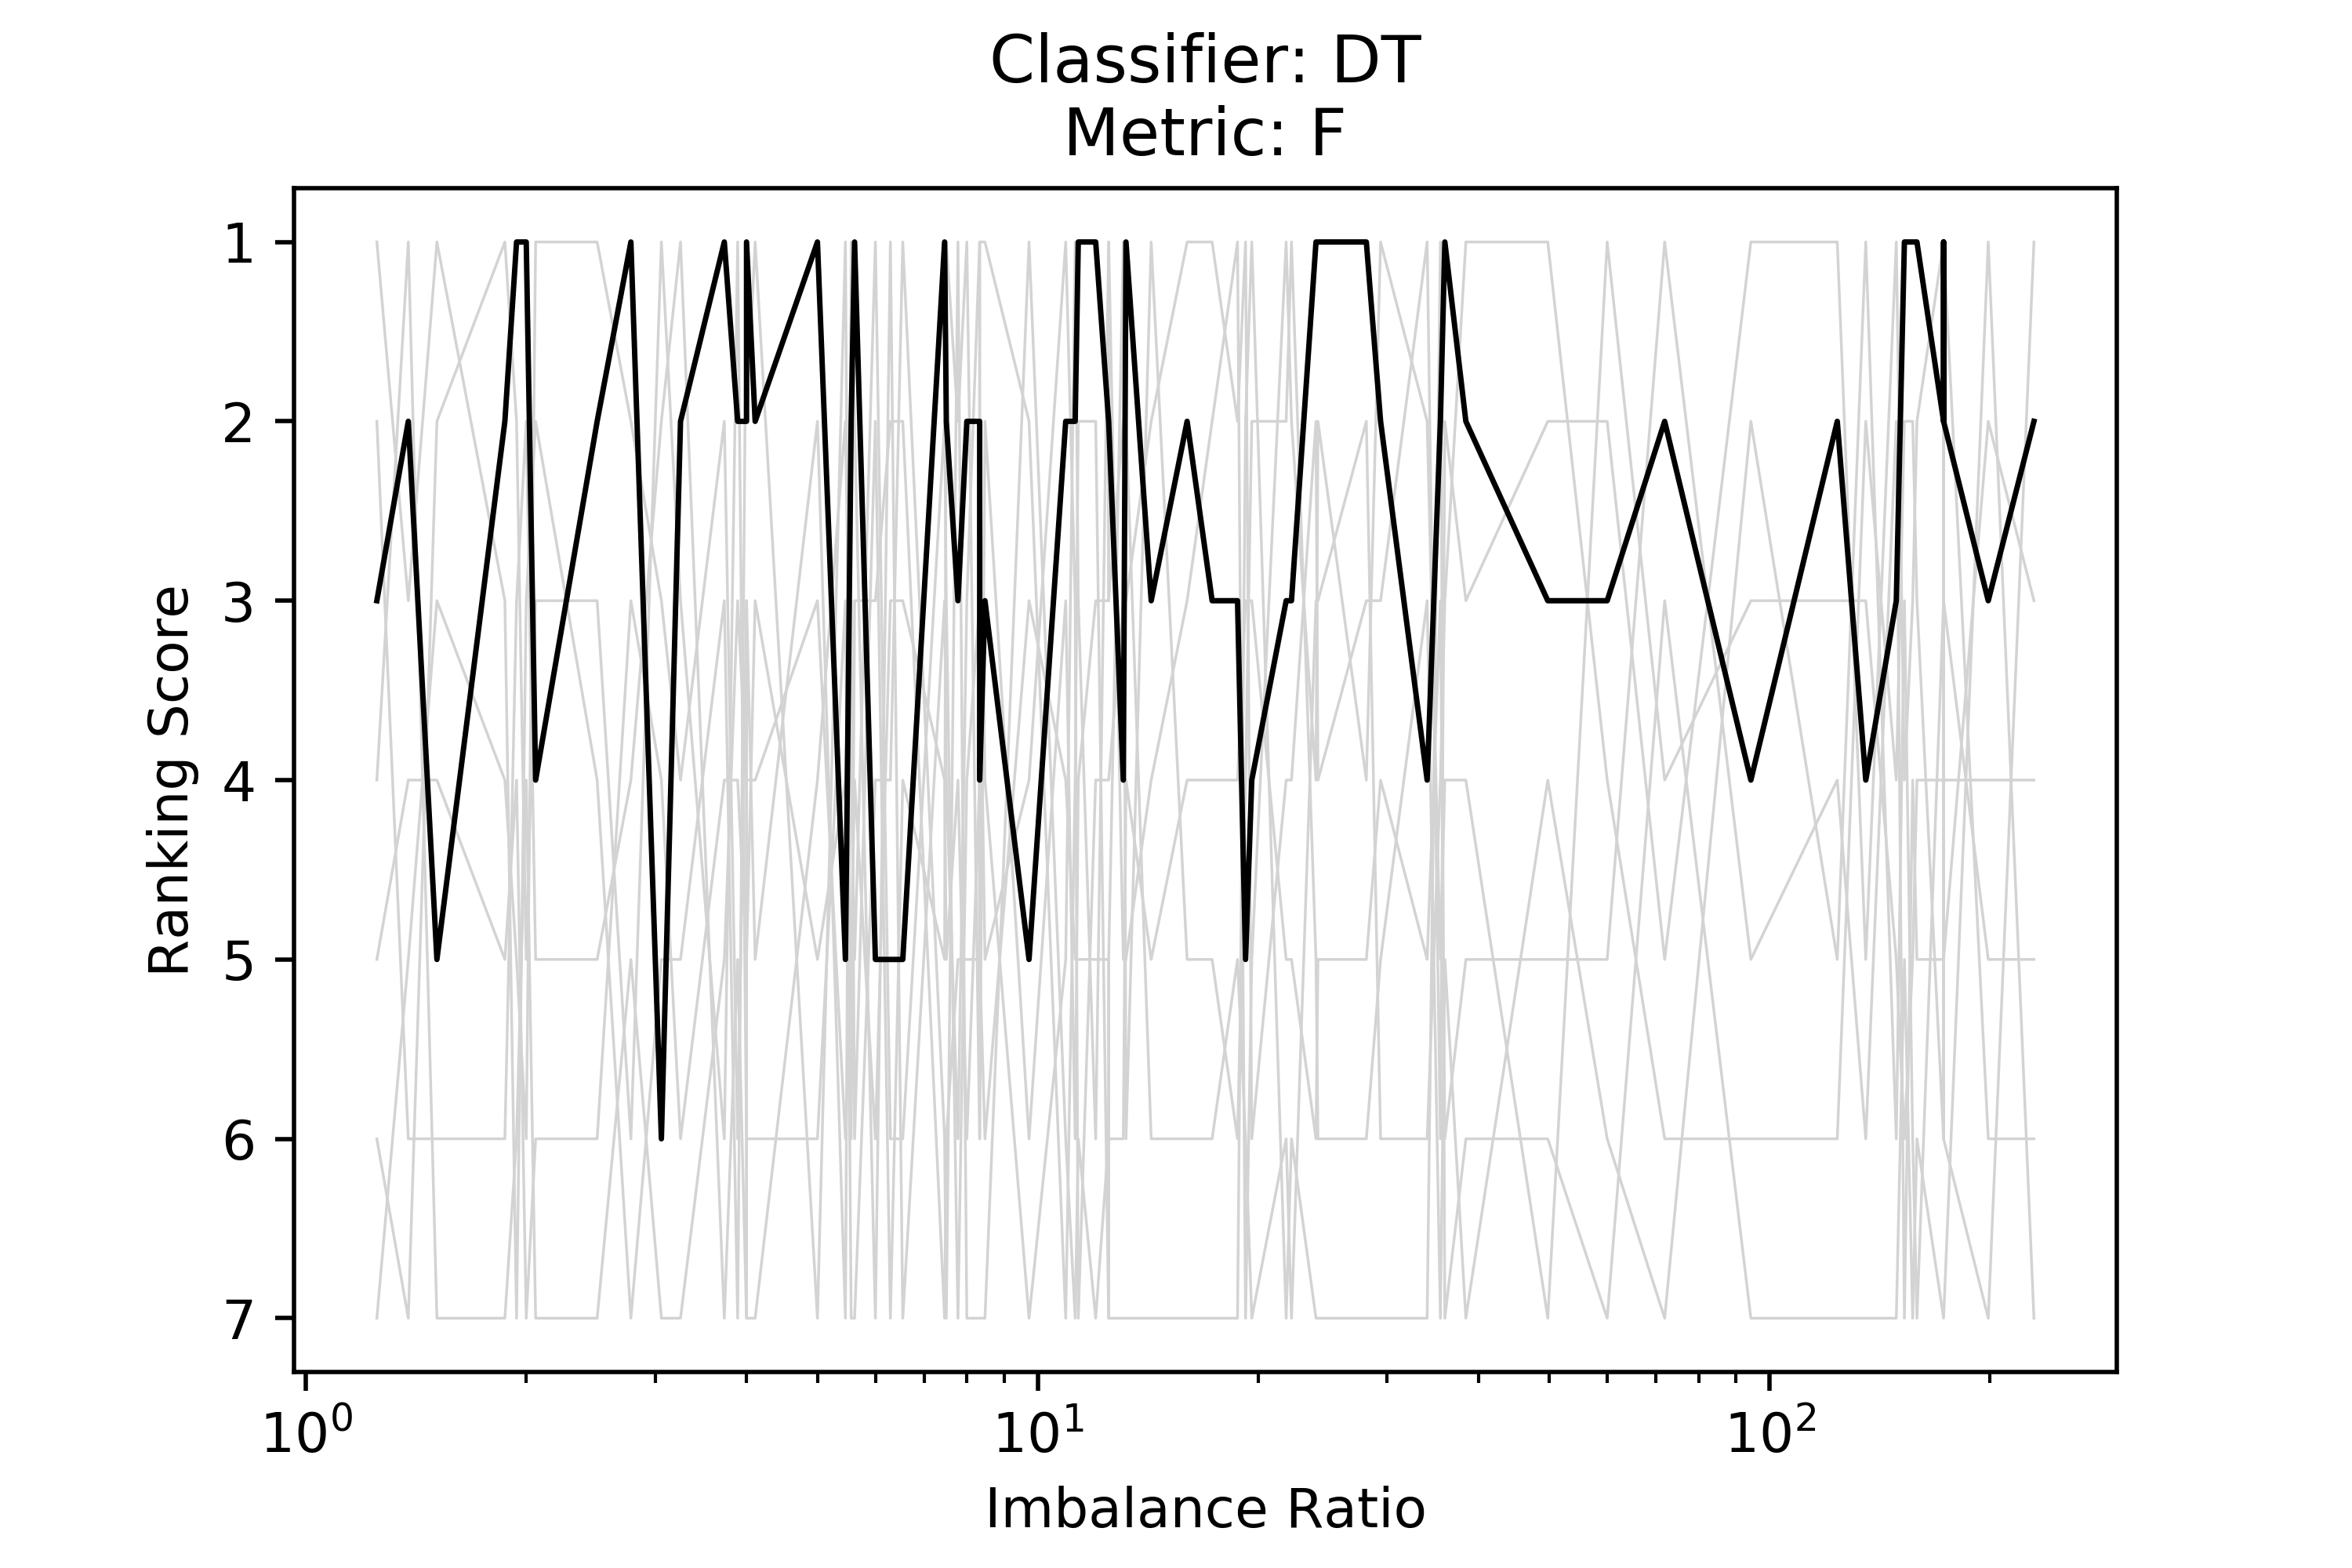 Classifier: DT
Metric: F
Ranking Score
1
2
3
4
5
6
7
10⁰
10¹
10²
Imbalance Ratio